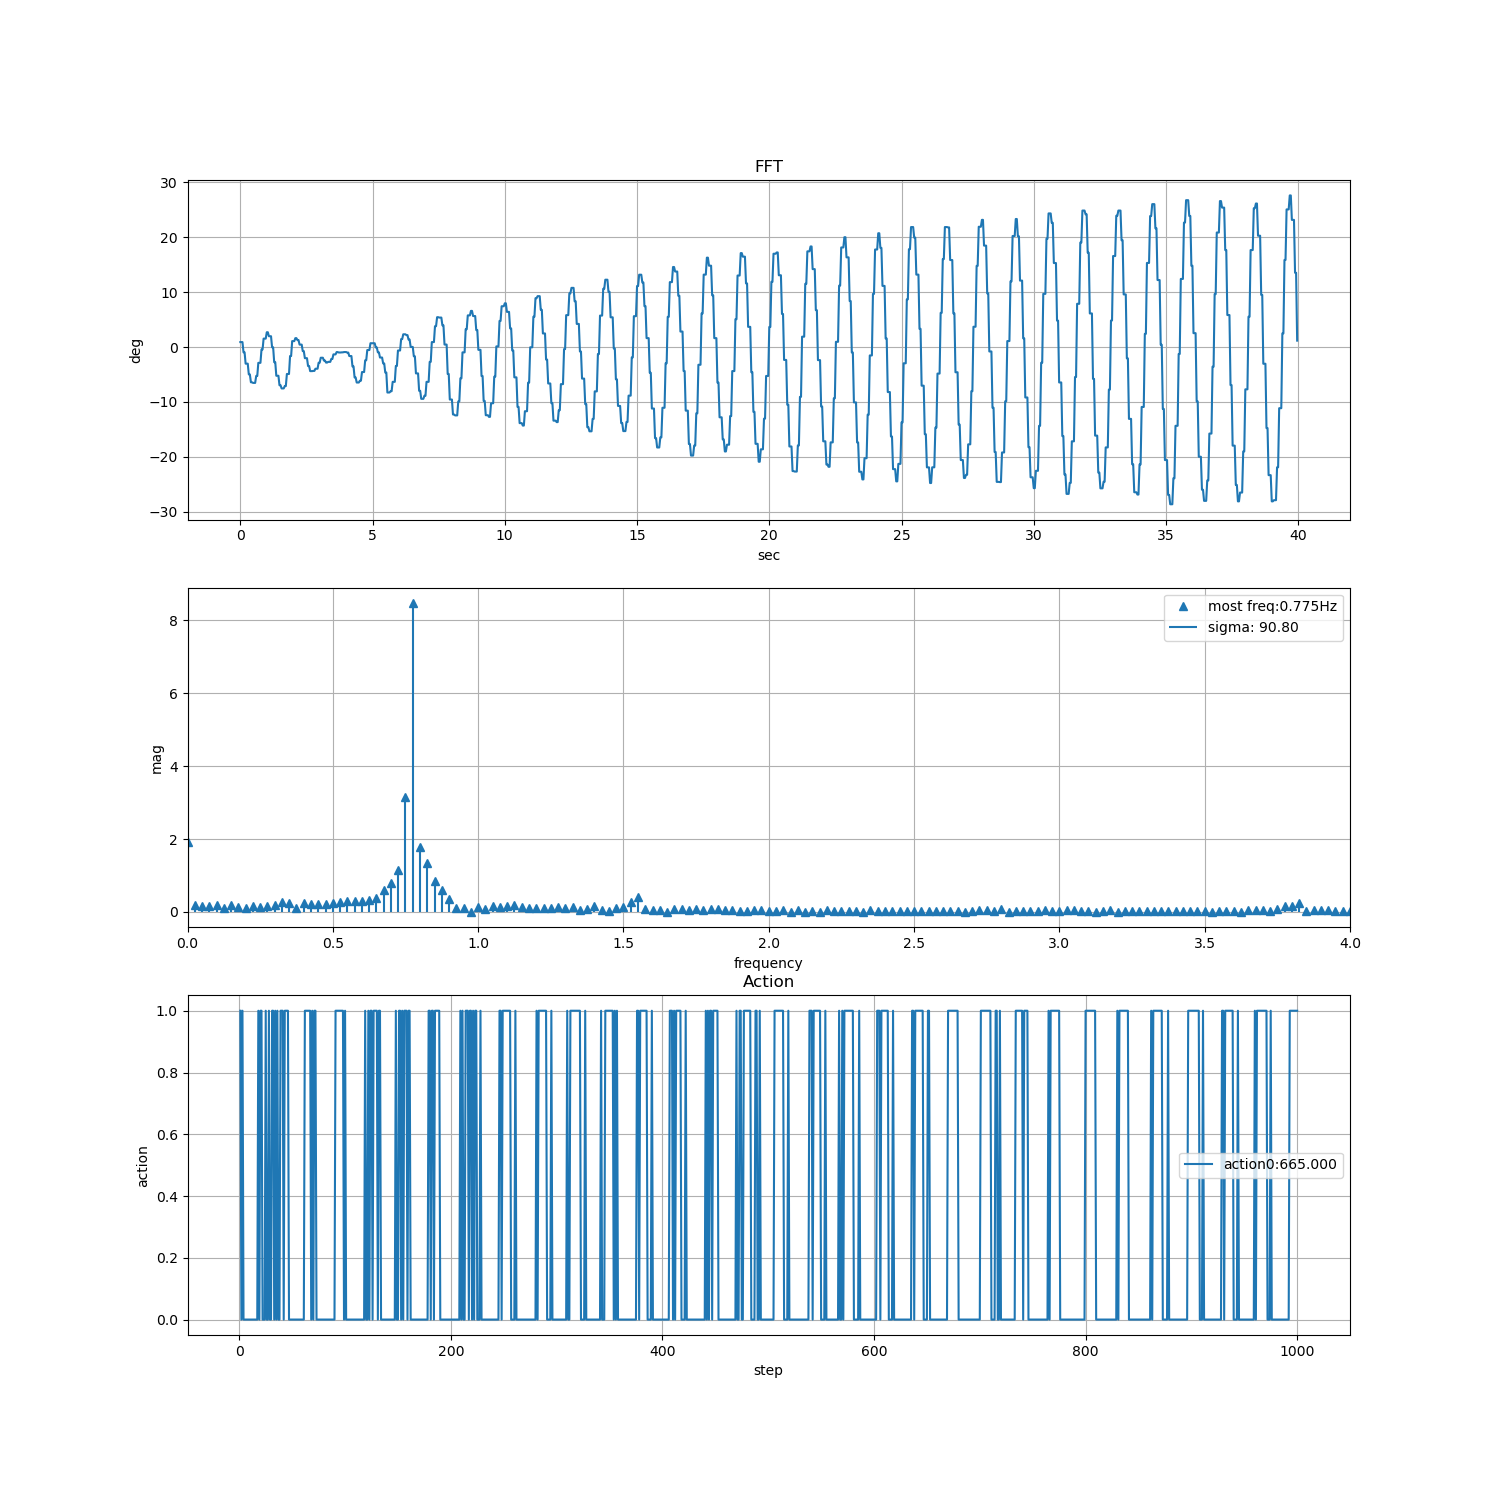 FFT
30
20
10
0
−10
−20
−30
deg
0 5 10 15 20 25 30 35 40
sec
8
6
4
2
0
mag
most freq:0.775Hz
sigma: 90.80
0.0 0.5 1.0 1.5 2.0 2.5 3.0 3.5 4.0
frequency
Action
1.0
0.8
0.6
0.4
0.2
0.0
action
action0:665.000
0 200 400 600 800 1000
step